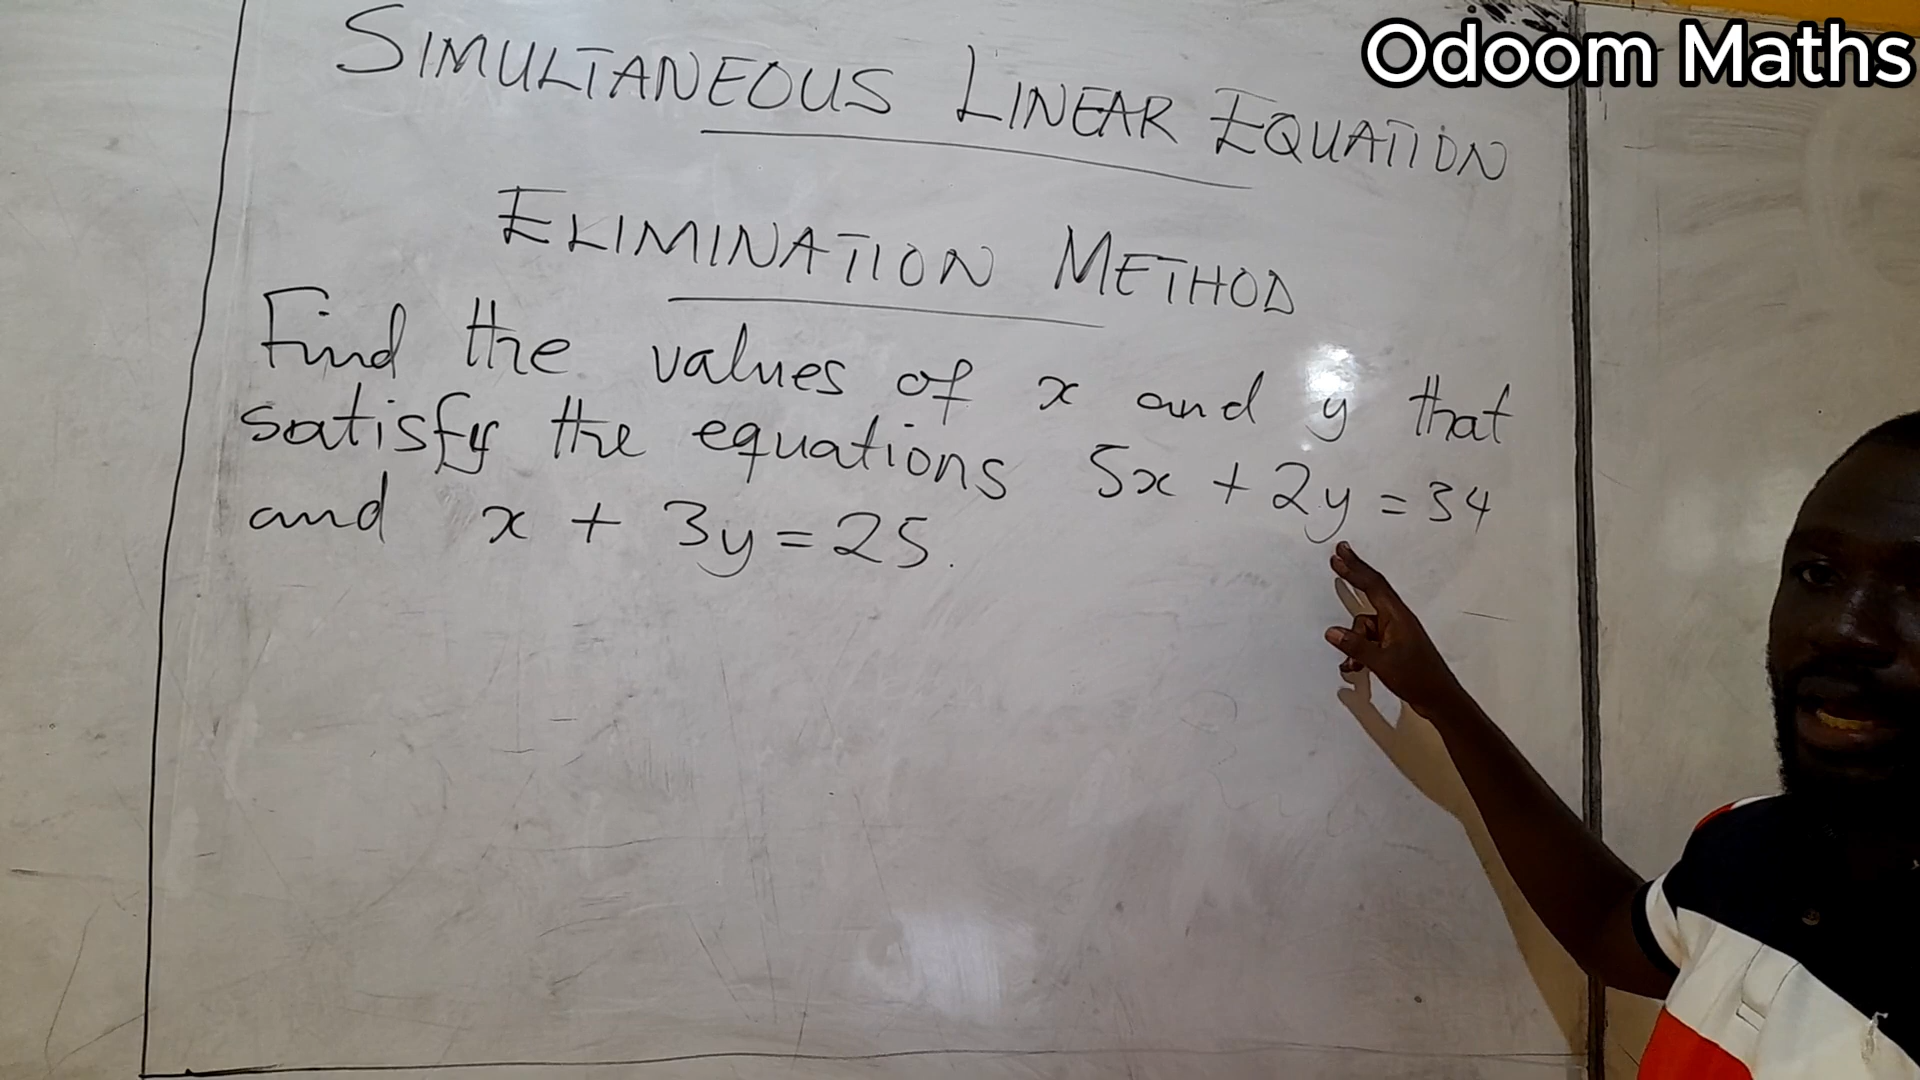 Odoom Maths
SIMULTANEOUS LINEAR EQUATION
ELIMINATION METHOD
Find the values of x and y that
satisfy the equations 5x + 2y = 34
and x + 3y = 25.